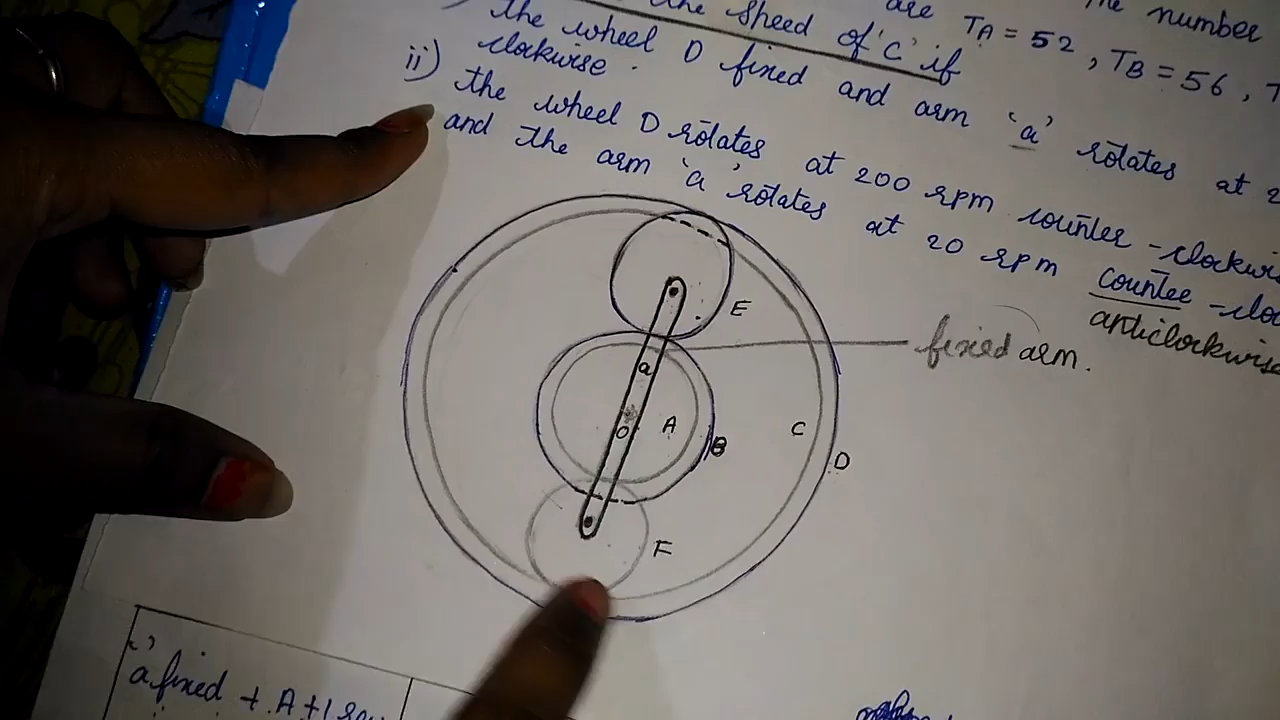 are The number
the speed of 'c' if TA = 52, TB = 56, T
the wheel D fixed and arm 'a' rotates at 2
clockwise.
ii) the wheel D rotates at 200 rpm counter-clockwi
and the arm 'a' rotates at 20 rpm counter-clo
anticlockwise
fixed arm.
E
a
O
A
B
C
D
F
'a' fixed + A + 1